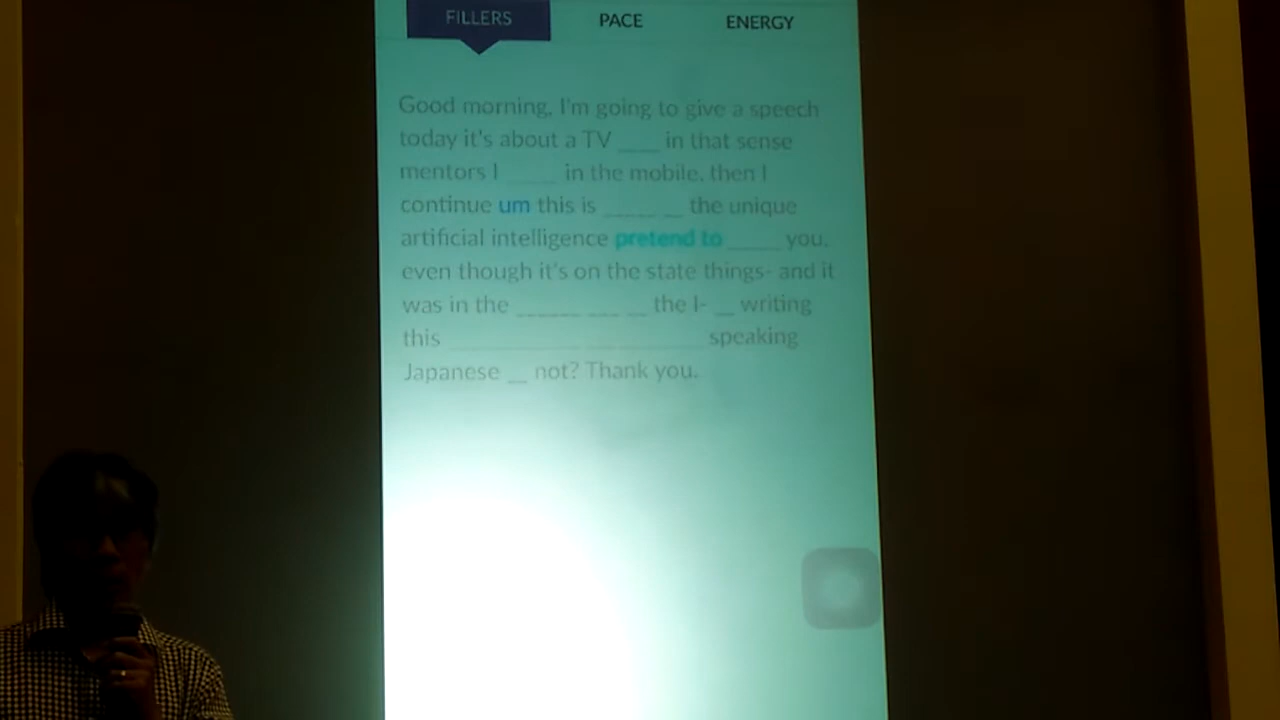 FILLERS PACE ENERGY
Good morning, I'm going to give a speech
today it's about a TV ____ in that sense
mentors I ____ in the mobile, then I
continue um this is _____ __ the unique
artificial intelligence pretend to _____ you,
even though it's on the state things- and it
was in the ______ ___ __ the I- __ writing
this ______________________ speaking
Japanese __ not? Thank you.